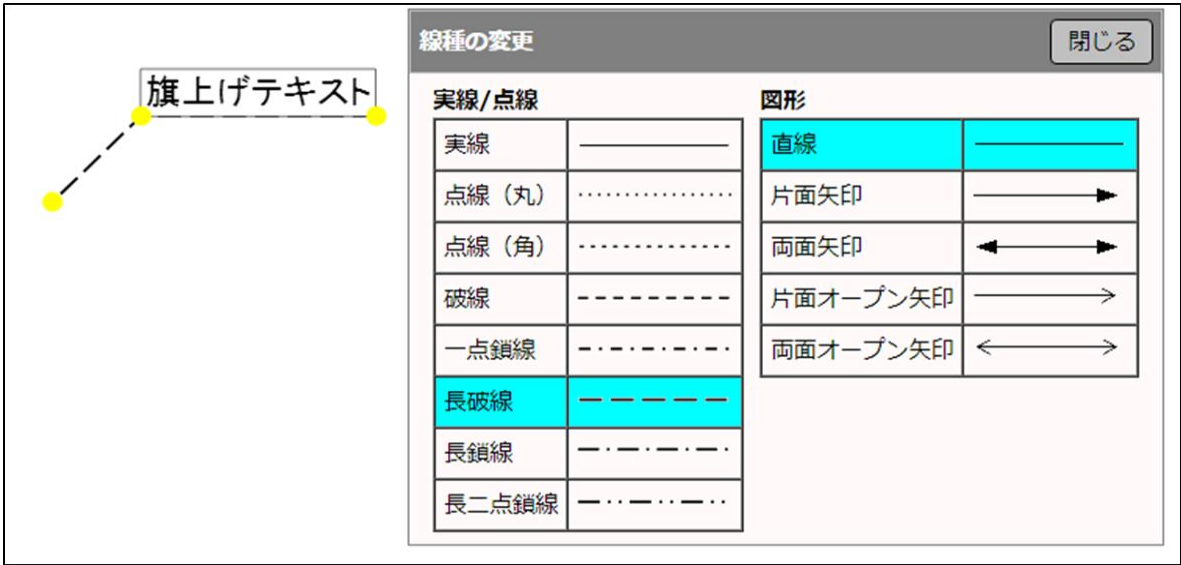 旗上げテキスト
線種の変更
閉じる
実線/点線
実線
点線（丸）
点線（角）
破線
一点鎖線
長破線
長鎖線
長二点鎖線
図形
直線
片面矢印
両面矢印
片面オープン矢印
両面オープン矢印